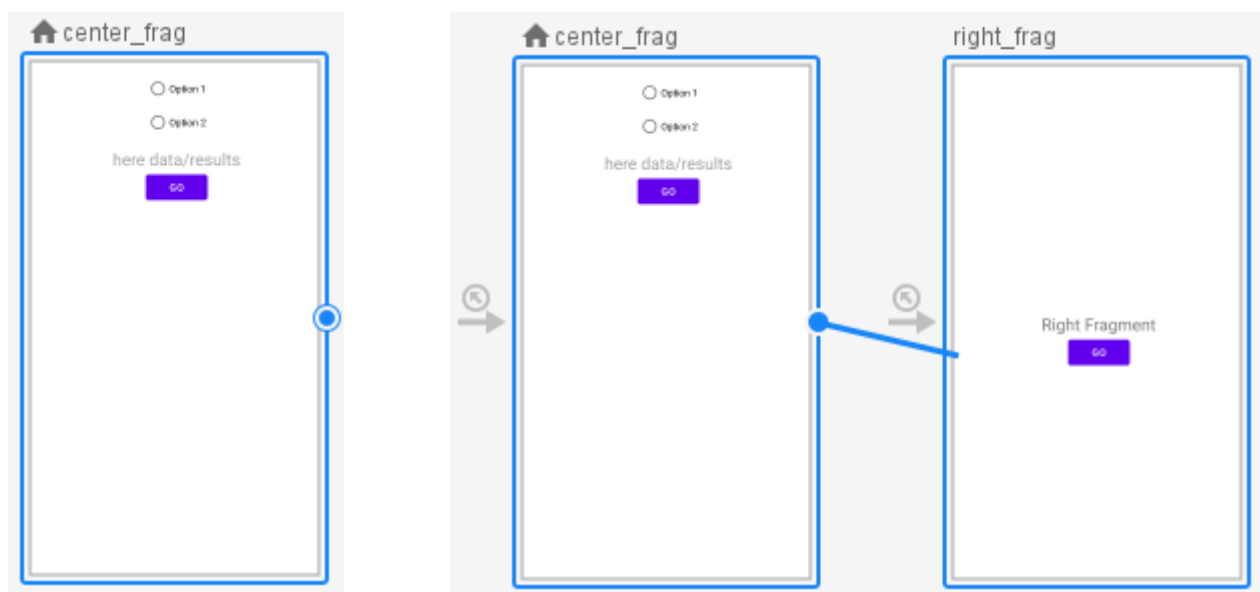 center_frag
Option 1
Option 2
here data/results
GO
center_frag
Option 1
Option 2
here data/results
GO
right_frag
Right Fragment
GO